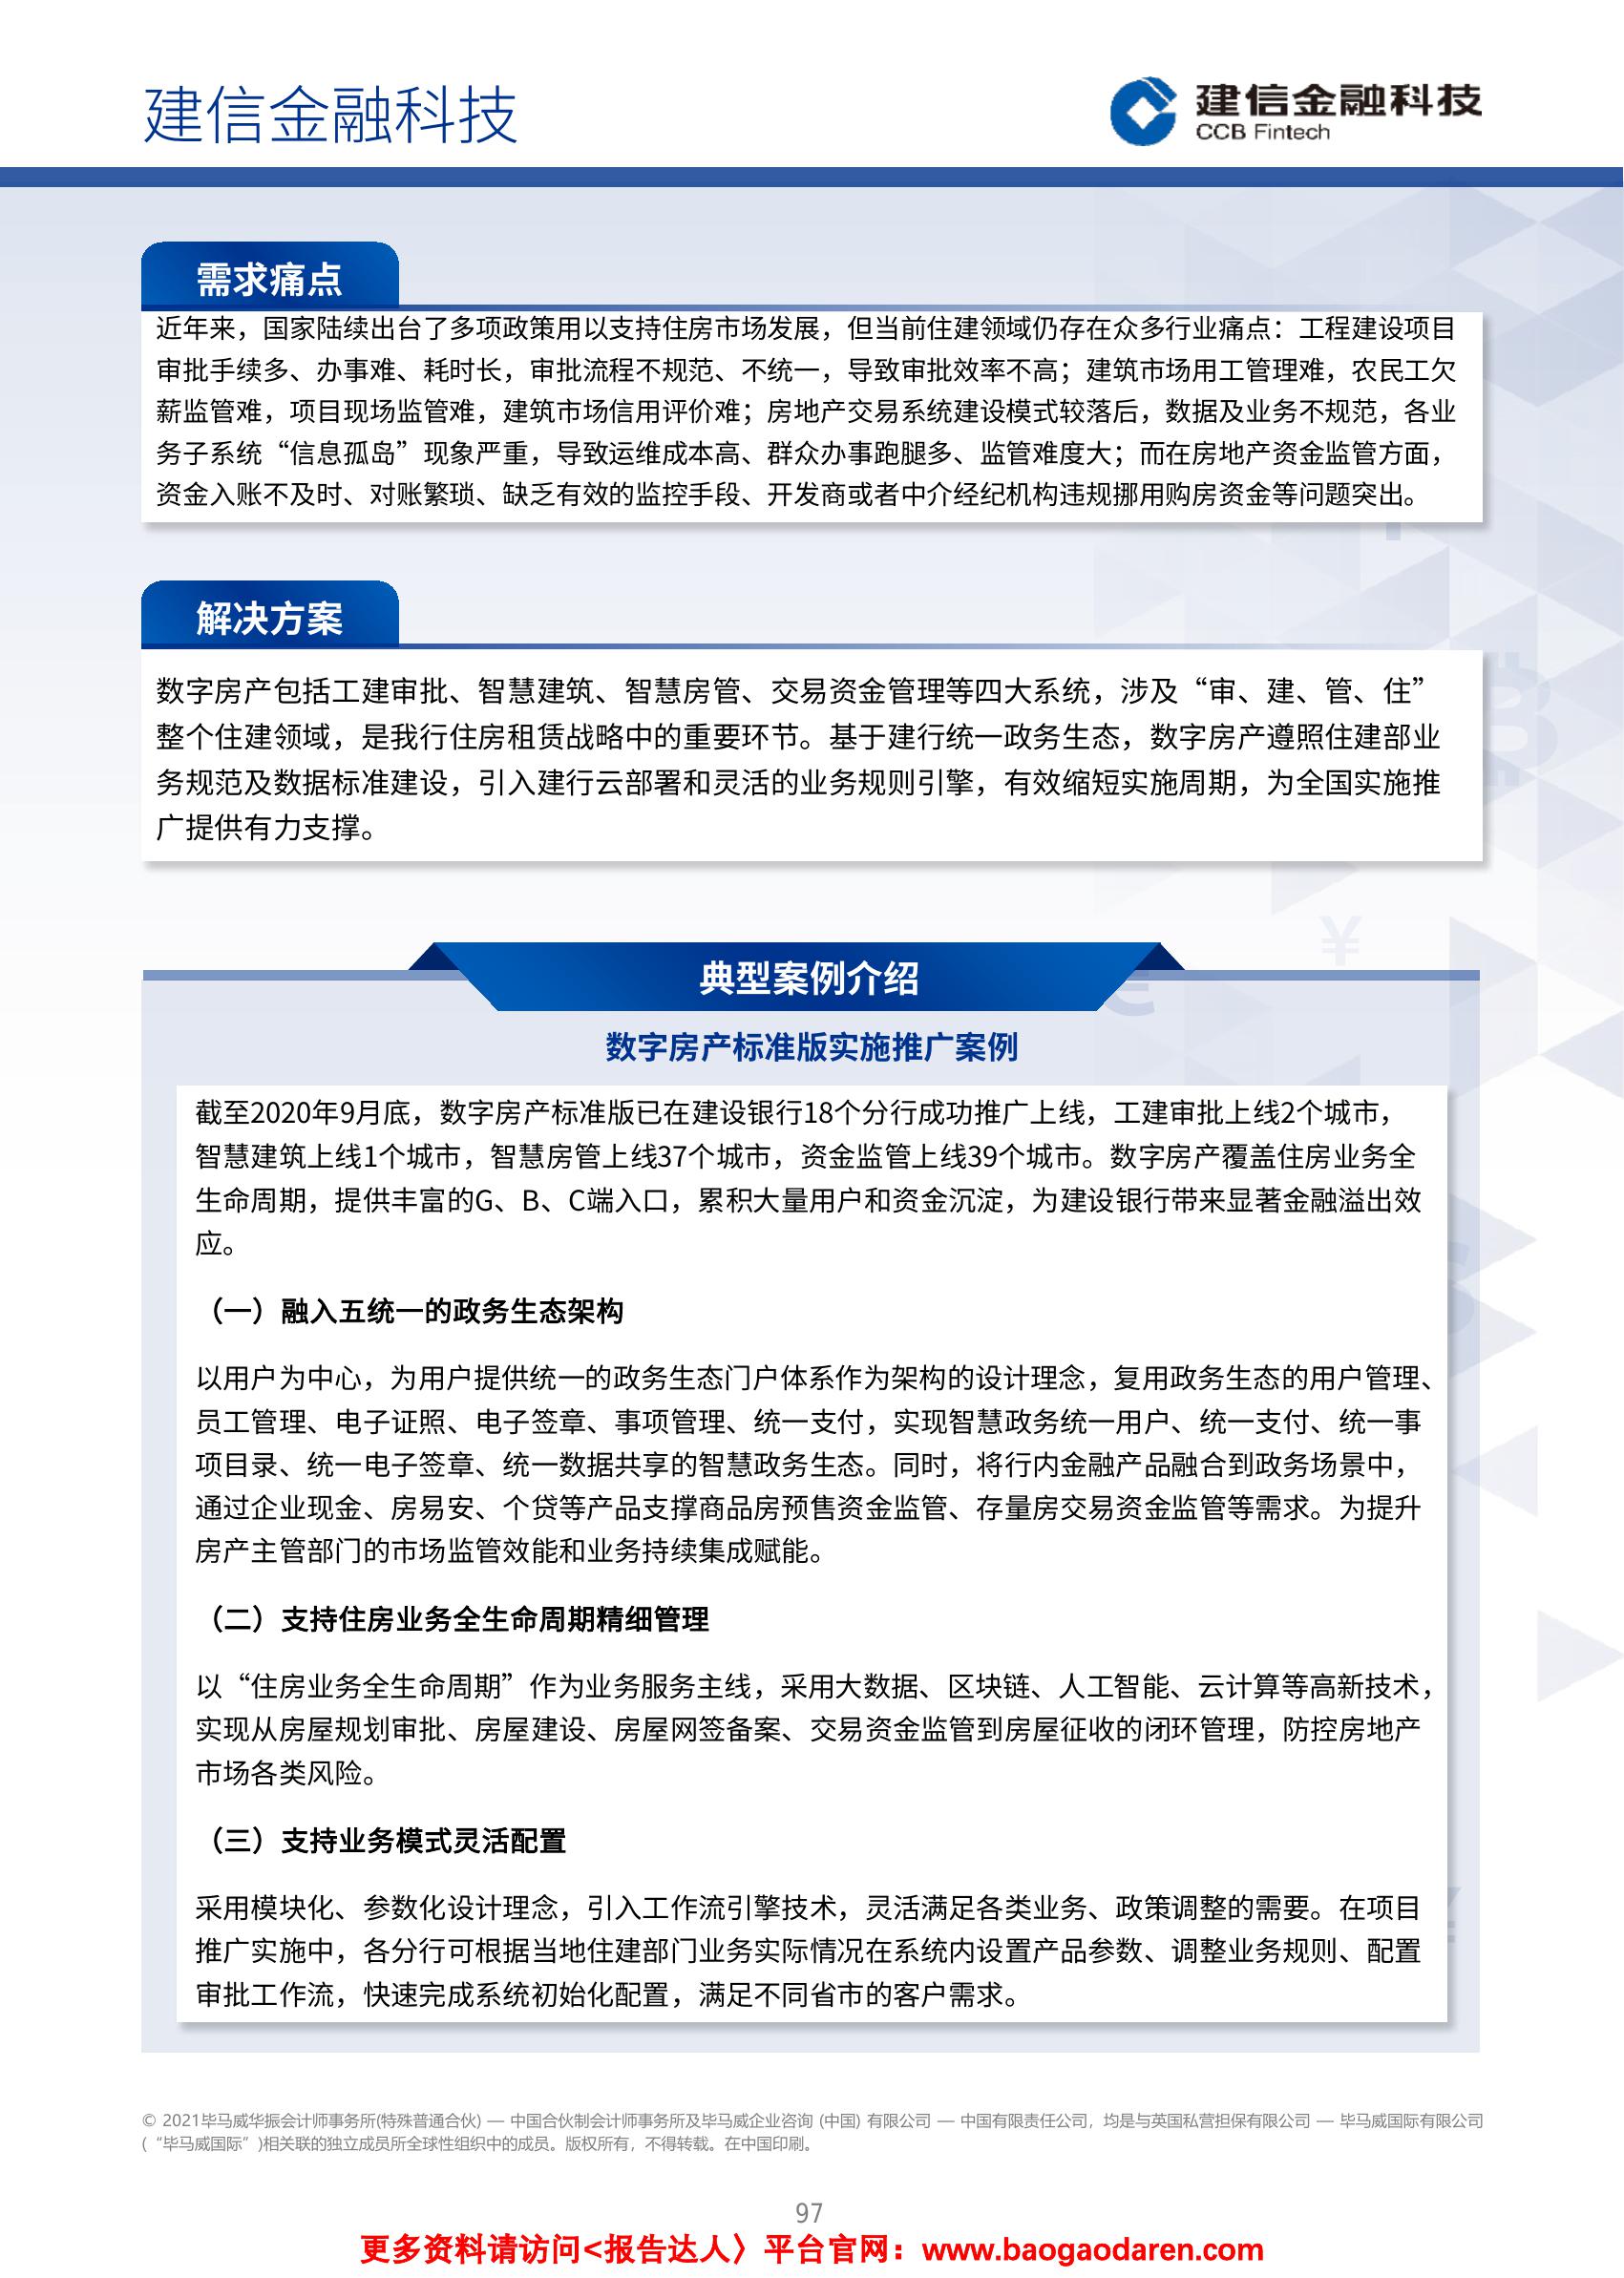 建信金融科技
建信金融科技
CCB Fintech
需求痛点
近年来，国家陆续出台了多项政策用以支持住房市场发展，但当前住建领域仍存在众多行业痛点：工程建设项目
审批手续多、办事难、耗时长，审批流程不规范、不统一，导致审批效率不高；建筑市场用工管理难，农民工欠
薪监管难，项目现场监管难，建筑市场信用评价难；房地产交易系统建设模式较落后，数据及业务不规范，各业
务子系统“信息孤岛”现象严重，导致运维成本高、群众办事跑腿多、监管难度大；而在房地产资金监管方面，
资金入账不及时、对账繁琐、缺乏有效的监控手段、开发商或者中介经纪机构违规挪用购房资金等问题突出。
解决方案
数字房产包括工建审批、智慧建筑、智慧房管、交易资金管理等四大系统，涉及“审、建、管、住”
整个住建领域，是我行住房租赁战略中的重要环节。基于建行统一政务生态，数字房产遵照住建部业
务规范及数据标准建设，引入建行云部署和灵活的业务规则引擎，有效缩短实施周期，为全国实施推
广提供有力支撑。
典型案例介绍
数字房产标准版实施推广案例
截至2020年9月底，数字房产标准版已在建设银行18个分行成功推广上线，工建审批上线2个城市，
智慧建筑上线1个城市，智慧房管上线37个城市，资金监管上线39个城市。数字房产覆盖住房业务全
生命周期，提供丰富的G、B、C端入口，累积大量用户和资金沉淀，为建设银行带来显著金融溢出效
应。
（一）融入五统一的政务生态架构
以用户为中心，为用户提供统一的政务生态门户体系作为架构的设计理念，复用政务生态的用户管理、
员工管理、电子证照、电子签章、事项管理、统一支付，实现智慧政务统一用户、统一支付、统一事
项目录、统一电子签章、统一数据共享的智慧政务生态。同时，将行内金融产品融合到政务场景中，
通过企业现金、房易安、个贷等产品支撑商品房预售资金监管、存量房交易资金监管等需求。为提升
房产主管部门的市场监管效能和业务持续集成赋能。
（二）支持住房业务全生命周期精细管理
以“住房业务全生命周期”作为业务服务主线，采用大数据、区块链、人工智能、云计算等高新技术，
实现从房屋规划审批、房屋建设、房屋网签备案、交易资金监管到房屋征收的闭环管理，防控房地产
市场各类风险。
（三）支持业务模式灵活配置
采用模块化、参数化设计理念，引入工作流引擎技术，灵活满足各类业务、政策调整的需要。在项目
推广实施中，各分行可根据当地住建部门业务实际情况在系统内设置产品参数、调整业务规则、配置
审批工作流，快速完成系统初始化配置，满足不同省市的客户需求。
© 2021毕马威华振会计师事务所(特殊普通合伙) — 中国合伙制会计师事务所及毕马威企业咨询 (中国) 有限公司 — 中国有限责任公司，均是与英国私营担保有限公司 — 毕马威国际有限公司
(“毕马威国际”)相关联的独立成员所全球性组织中的成员。版权所有，不得转载。在中国印刷。
97
更多资料请访问<报告达人〉平台官网：www.baogaodaren.com